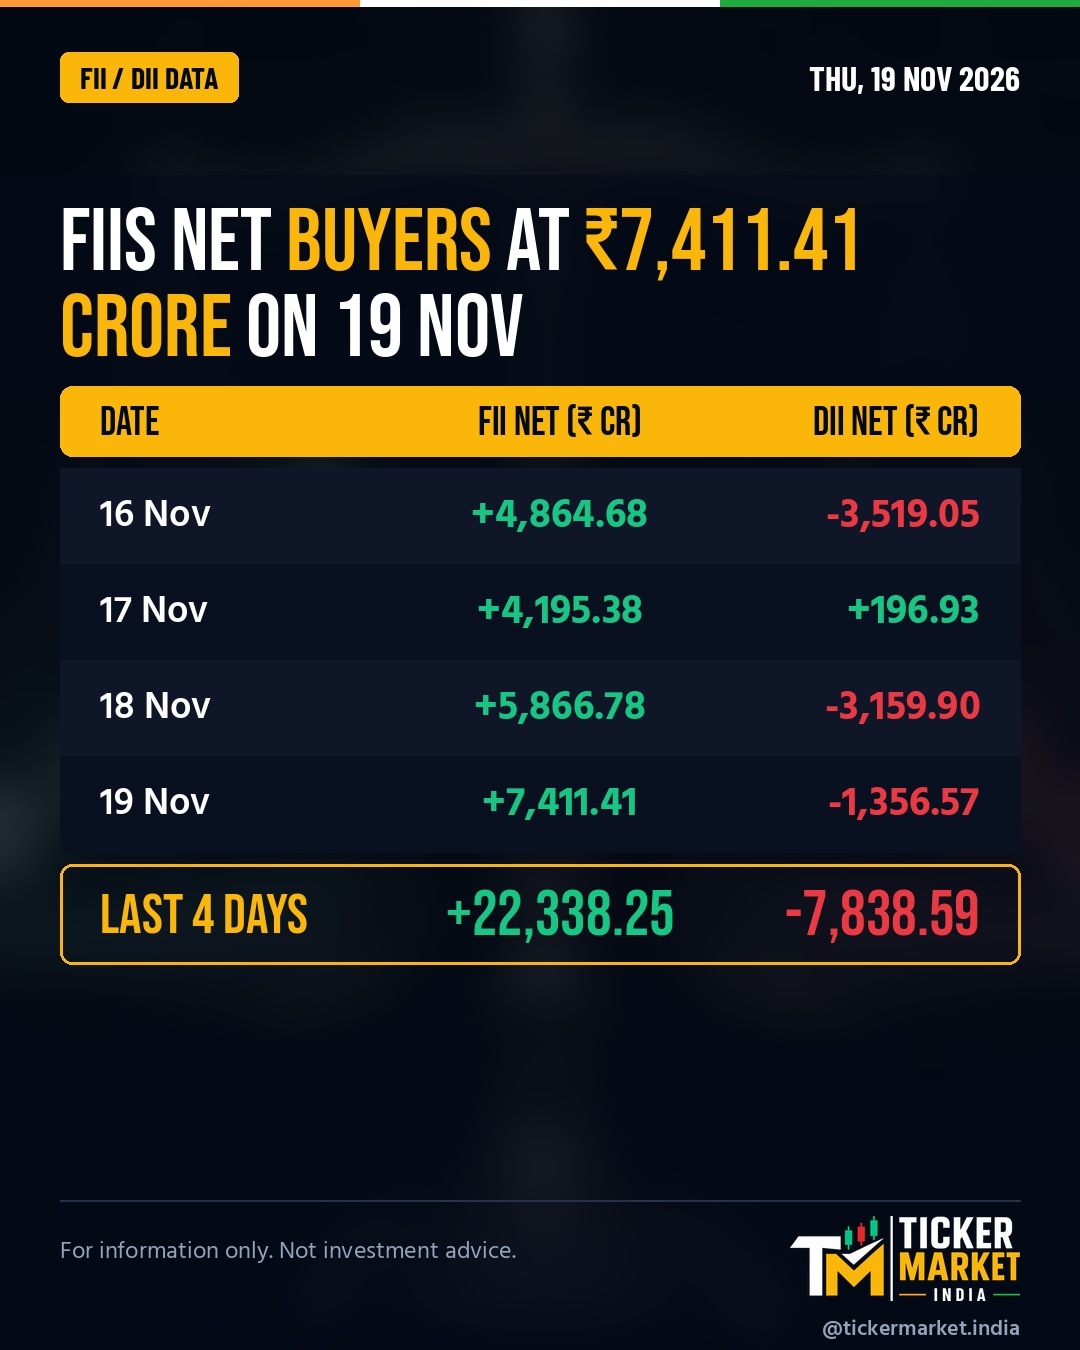 FII / DII DATA
THU, 19 NOV 2026
FIIS NET BUYERS AT ₹7,411.41
CRORE ON 19 NOV
DATE FII NET (₹ CR) DII NET (₹ CR)
16 Nov +4,864.68 -3,519.05
17 Nov +4,195.38 +196.93
18 Nov +5,866.78 -3,159.90
19 Nov +7,411.41 -1,356.57
LAST 4 DAYS +22,338.25 -7,838.59
For information only. Not investment advice.
TM
TICKER
MARKET
INDIA
@tickermarket.india